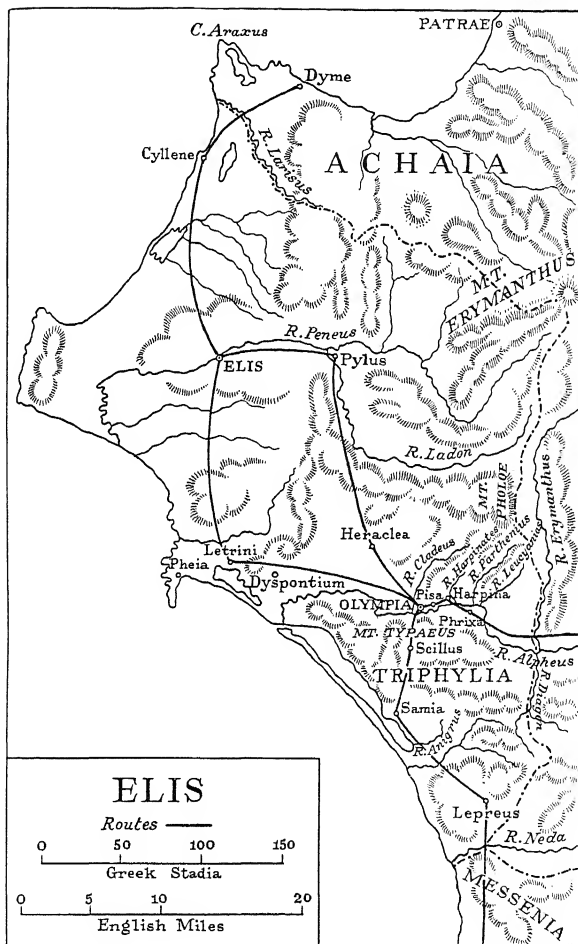 C. Araxus
PATRAE
Dyme
R. Larisus
Cyllene
ACHAIA
MT.
ERYMANTHUS
R. Peneus
ELIS
Pylus
R. Ladon
MT.
PHOLOE
R. Erymanthus
Heraclea
R. Cladeus
R. Harpinates
R. Parthenius
R. Leucyanias
Letrini
Pheia
Dyspontium
Pisa
Harpina
OLYMPIA
Phrixa
MT. TYPAEUS
R. Alpheus
Scillus
R. Diagon
TRIPHYLIA
Samia
R. Anigrus
Lepreus
R. Neda
MESSENIA
ELIS
Routes
0 50 100 150
Greek Stadia
0 5 10 20
English Miles